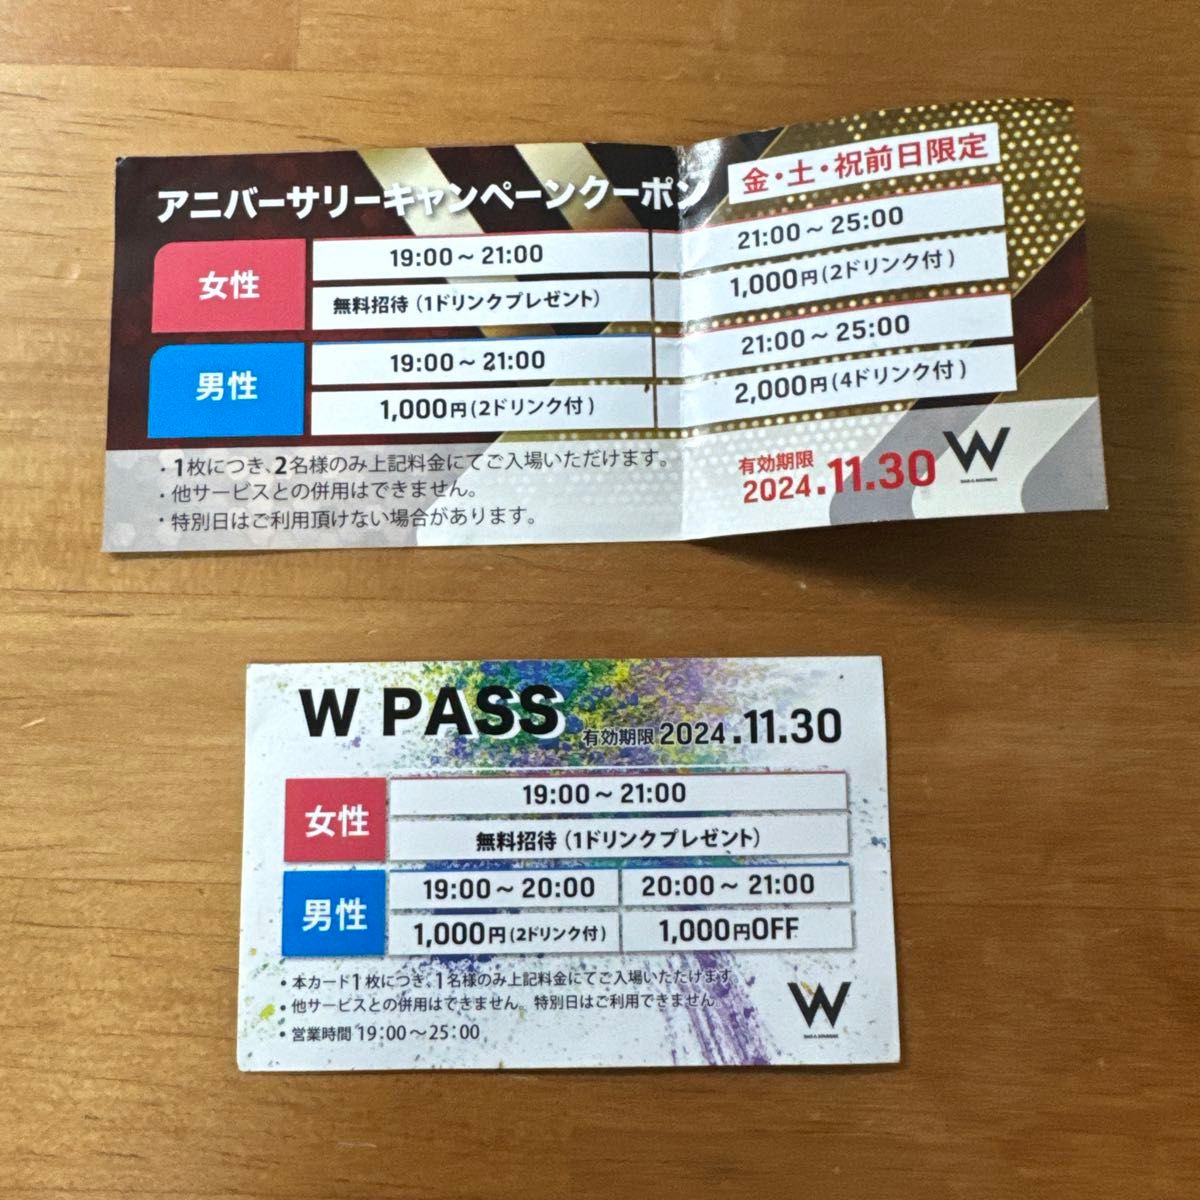 アニバーサリーキャンペーンクーポン
金・土・祝前日限定
女性
19:00～21:00
21:00～25:00
無料招待（1ドリンクプレゼント）
1,000円（2ドリンク付）
男性
19:00～21:00
21:00～25:00
1,000円（2ドリンク付）
2,000円（4ドリンク付）
・1枚につき、2名様のみ上記料金にてご入場いただけます。
・他サービスとの併用はできません。
・特別日はご利用頂けない場合があります。
有効期限
2024.11.30
W
W PASS
有効期限 2024.11.30
女性
19:00～21:00
無料招待（1ドリンクプレゼント）
男性
19:00～20:00
20:00～21:00
1,000円（2ドリンク付）
1,000円OFF
・本カード1枚につき、1名様のみ上記料金にてご入場いただけます。
・他サービスとの併用はできません。特別日はご利用できません
・営業時間 19:00～25:00
W